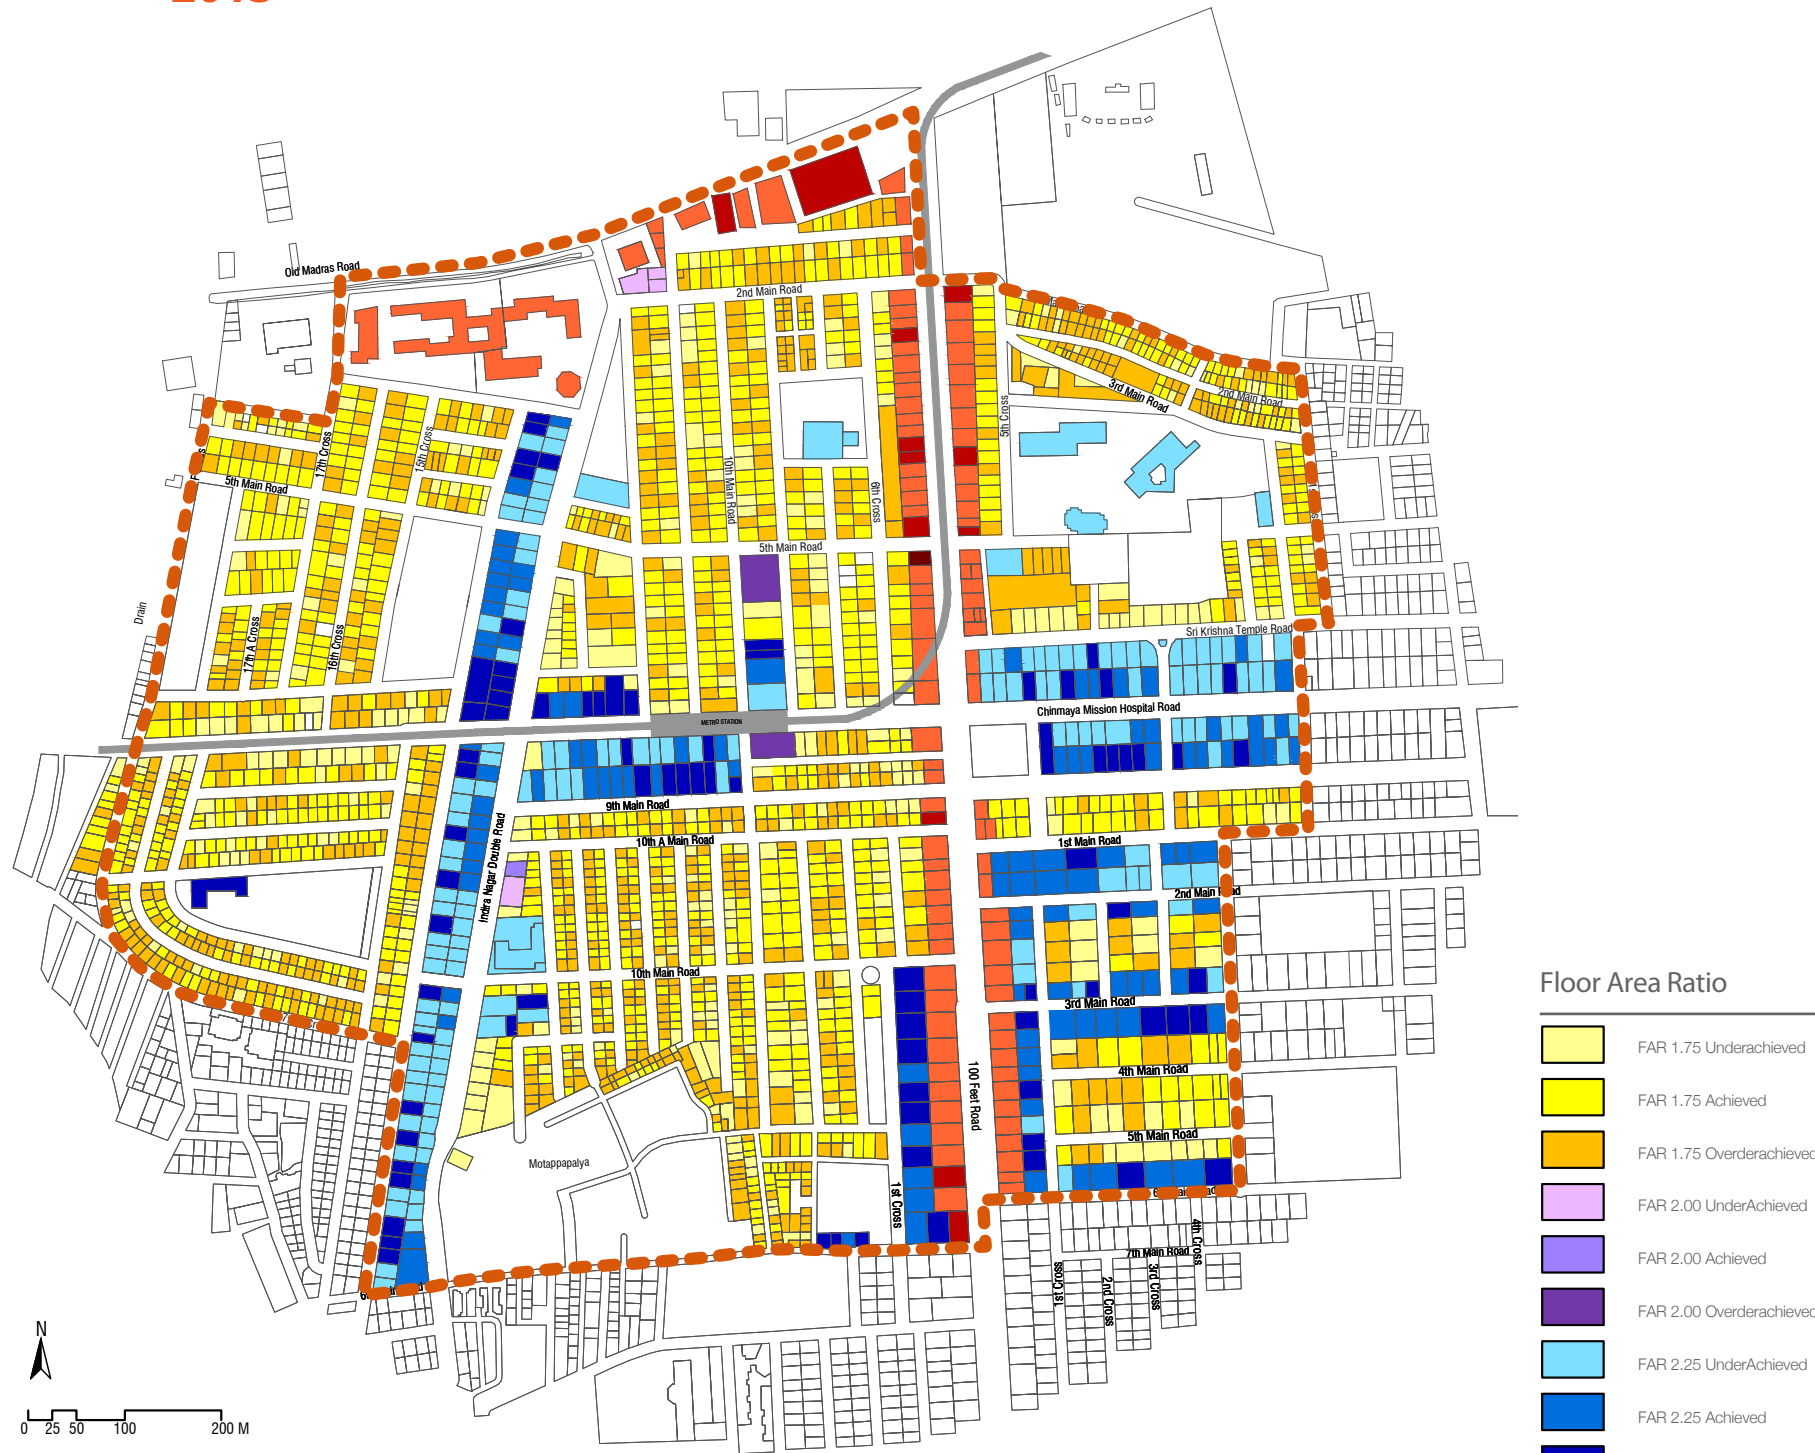 Old Madras Road
2nd Main Road
3rd Main Road
2nd Main Road
17th Cross
15th Cross
5th Main Road
10th Main Road
6th Cross
5th Cross
5th Main Road
Drain
17th A Cross
16th Cross
Sri Krishna Temple Road
METRO STATION
Chinmaya Mission Hospital Road
9th Main Road
10th A Main Road
1st Main Road
Indira Nagar Double Road
2nd Main
10th Main Road
3rd Main Road
100 Feet Road
4th Main Road
5th Main Road
Motappapalya
1st Cross
4th Cross
7th Main Road
1st Cross
2nd Cross
3rd Cross
N
0 25 50 100 200 M
Floor Area Ratio
FAR 1.75 Underachieved
FAR 1.75 Achieved
FAR 1.75 Overderachieved
FAR 2.00 UnderAchieved
FAR 2.00 Achieved
FAR 2.00 Overderachieved
FAR 2.25 UnderAchieved
FAR 2.25 Achieved